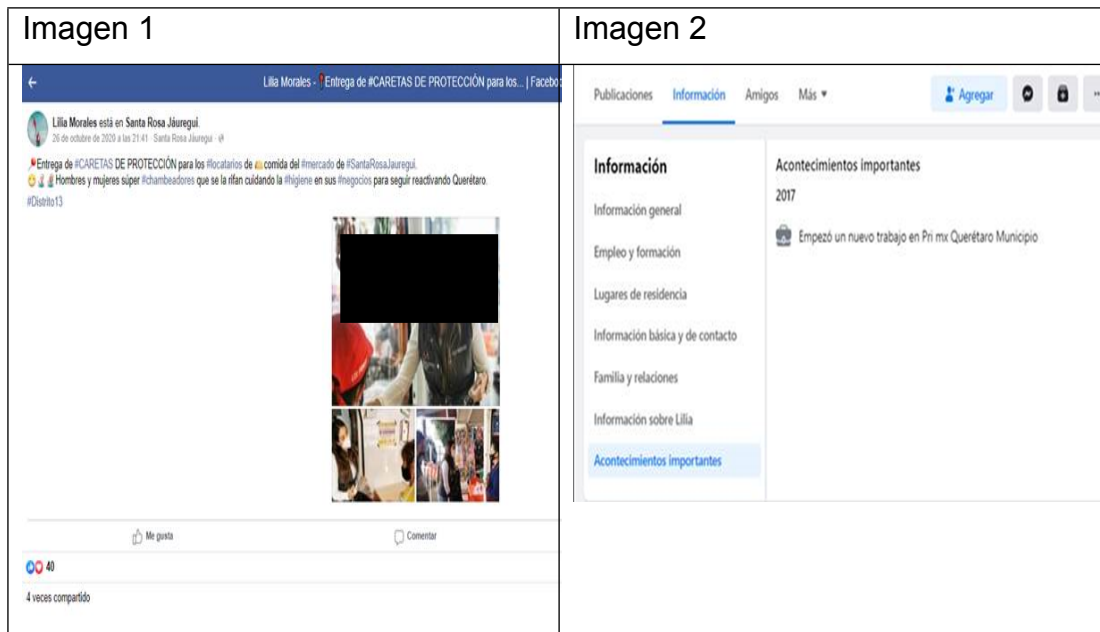 Imagen 1
Lilia Morales - Entrega de #CARETAS DE PROTECCIÓN para los... | Facebo
Lilia Morales está en Santa Rosa Jáuregui.
26 de octubre de 2020 a las 21:41 · Santa Rosa Jáuregui ·
Entrega de #CARETAS DE PROTECCIÓN para los #locatarios de comida del #mercado de #SantaRosaJauregui.
Hombres y mujeres súper #chambeadores que se la rifan cuidando la #higiene en sus #negocios para seguir reactivando Querétaro.
#Distrito13
Me gusta
Comentar
40
4 veces compartido
Imagen 2
Publicaciones Información Amigos Más
Agregar
Información
Información general
Empleo y formación
Lugares de residencia
Información básica y de contacto
Familia y relaciones
Información sobre Lilia
Acontecimientos importantes
Acontecimientos importantes
2017
Empezó un nuevo trabajo en Pri mx Querétaro Municipio